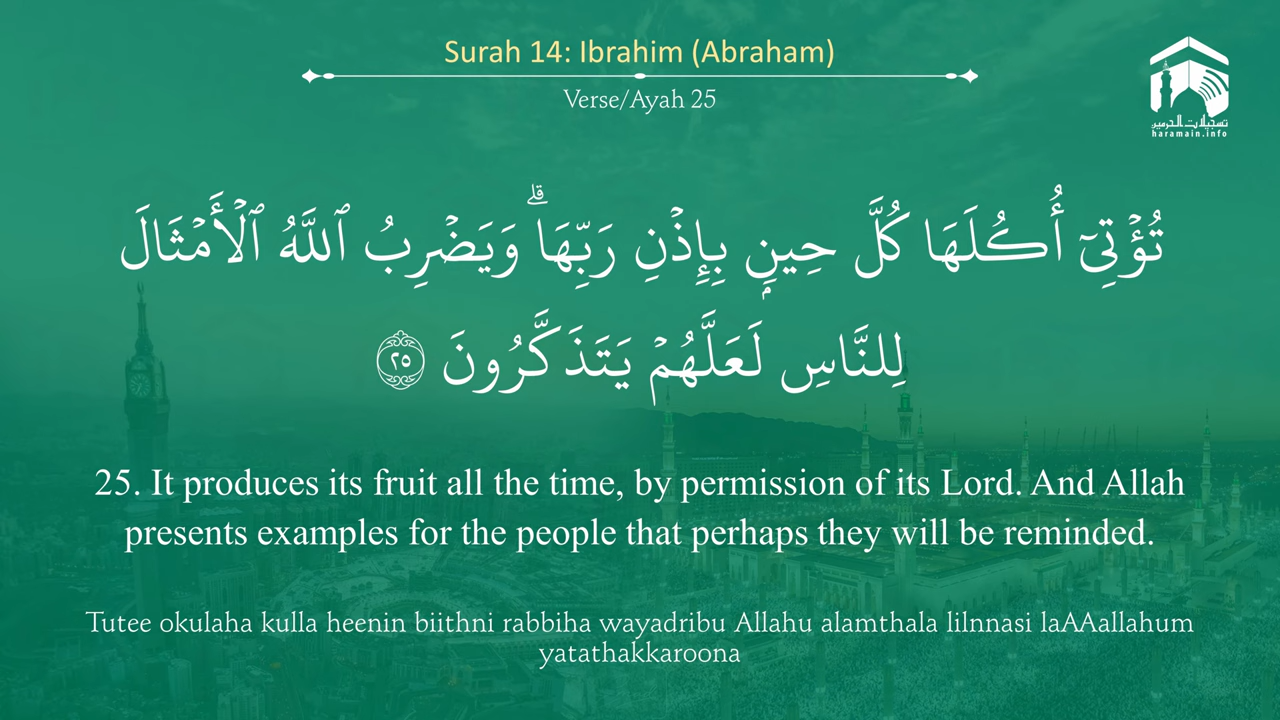 Surah 14: Ibrahim (Abraham)
Verse/Ayah 25
تسجيلات الحرمين
haramain.info
تُؤۡتِيٓ أُكُلَهَا كُلَّ حِينِۭ بِإِذۡنِ رَبِّهَاۗ وَيَضۡرِبُ ٱللَّهُ ٱلۡأَمۡثَالَ
لِلنَّاسِ لَعَلَّهُمۡ يَتَذَكَّرُونَ ٢٥
25. It produces its fruit all the time, by permission of its Lord. And Allah
presents examples for the people that perhaps they will be reminded.
Tutee okulaha kulla heenin biithni rabbiha wayadribu Allahu alamthala lilnnasi laAAallahum
yatathakkaroona